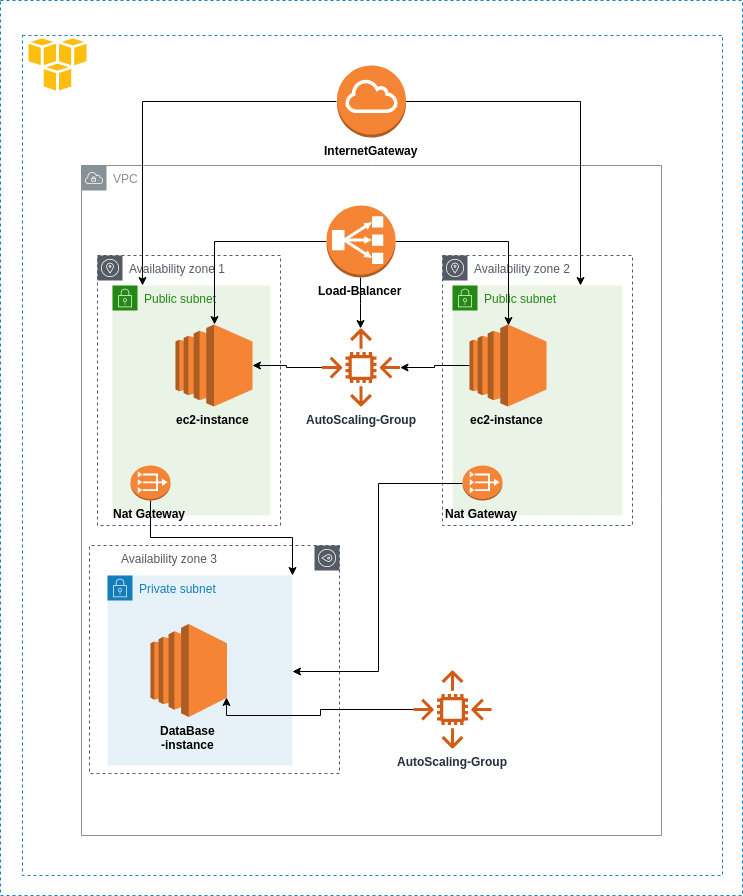 InternetGateway
VPC
Availability zone 1
Availability zone 2
Public subnet
Public subnet
Load-Balancer
ec2-instance
AutoScaling-Group
ec2-instance
Nat Gateway
Nat Gateway
Availability zone 3
Private subnet
DataBase
-instance
AutoScaling-Group